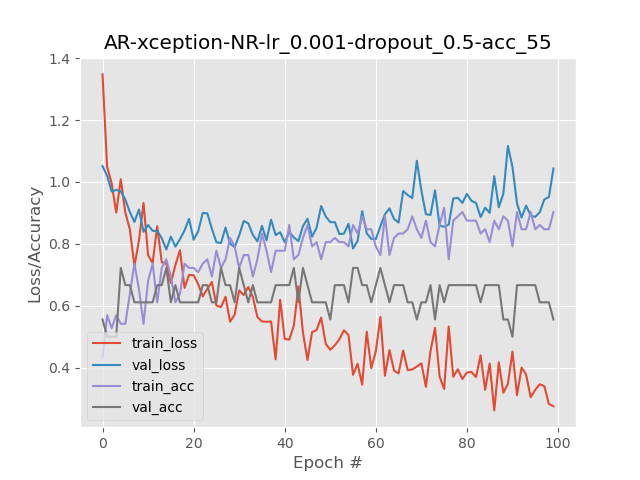 AR-xception-NR-lr_0.001-dropout_0.5-acc_55
1.4
1.2
1.0
0.8
0.6
0.4
Loss/Accuracy
train_loss
val_loss
train_acc
val_acc
0 20 40 60 80 100
Epoch #